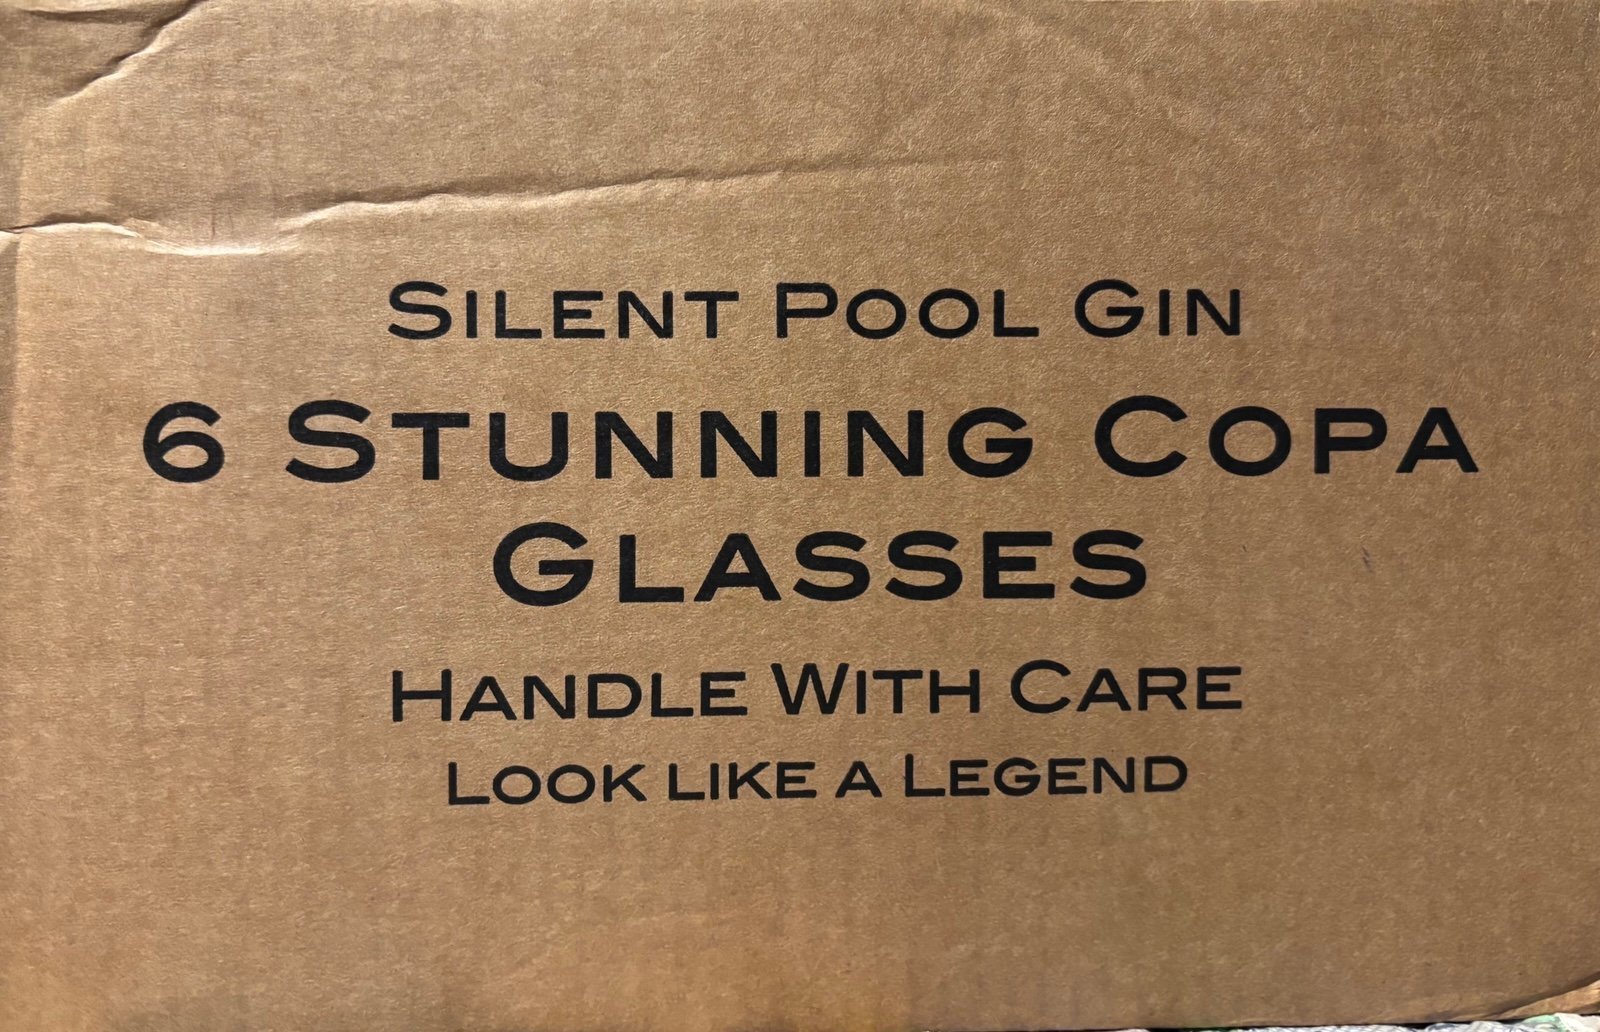 Silent Pool Gin
6 Stunning Copa
Glasses
Handle With Care
Look like a Legend